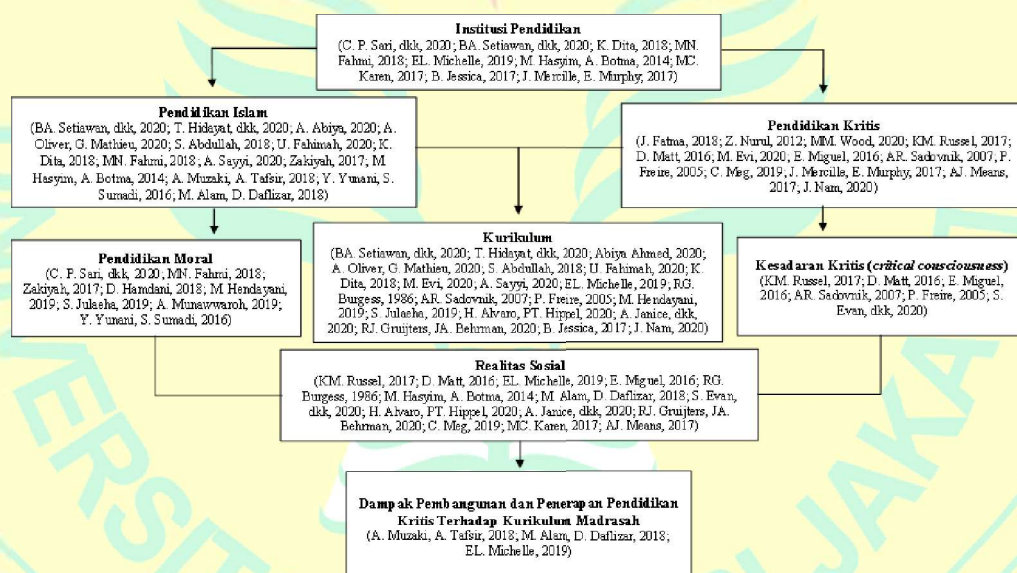 Institusi Pendidikan
(C. P. Sari, dkk, 2020; BA. Setiawan, dkk, 2020; K. Dita, 2018; MN.
Fahmi, 2018; EL. Michelle, 2019; M. Hasyim, A. Botma, 2014; MC.
Karen, 2017; B. Jessica, 2017; J. Mercille, E. Murphy, 2017)
Pendidikan Islam
(BA. Setiawan, dkk, 2020; T. Hidayat, dkk, 2020; A. Abiya, 2020; A.
Oliver, G. Mathieu, 2020; S. Abdullah, 2018; U. Fahimah, 2020; K.
Dita, 2018; MN. Fahmi, 2018; A. Sayyi, 2020; Zakiyah, 2017; M.
Hasyim, A. Botma, 2014; A. Muzaki, A. Tafsir, 2018; Y. Yunani, S.
Sumadi, 2016; M. Alam, D. Daflizar, 2018)
Pendidikan Kritis
(J. Fatma, 2018; Z. Nurul, 2012; MM. Wood, 2020; KM. Russel, 2017;
D. Matt, 2016; M. Evi, 2020; E. Miguel, 2016; AR. Sadovnik, 2007; P.
Freire, 2005; C. Meg, 2019; J. Mercille, E. Murphy, 2017; AJ. Means,
2017; J. Nam, 2020)
Pendidikan Moral
(C. P. Sari, dkk, 2020; MN. Fahmi, 2018;
Zakiyah, 2017; D. Hamdani, 2018; M. Hendayani,
2019; S. Julaeha, 2019; A. Munawwaroh, 2019;
Y. Yunani, S. Sumadi, 2016)
Kurikulum
(BA. Setiawan, dkk, 2020; T. Hidayat, dkk, 2020; Abiya Ahmed, 2020;
A. Oliver, G. Mathieu, 2020; S. Abdullah, 2018; U. Fahimah, 2020; K.
Dita, 2018; M. Evi, 2020; A. Sayyi, 2020; EL. Michelle, 2019; RG.
Burgess, 1986; AR. Sadovnik, 2007; P. Freire, 2005; M. Hendayani,
2019; S. Julaeha, 2019; H. Alvaro, PT. Hippel, 2020; A. Janice, dkk,
2020; RJ. Gruijters, JA. Behrman, 2020; B. Jessica, 2017; J. Nam, 2020)
Kesadaran Kritis (critical consciousness)
(KM. Russel, 2017; D. Matt, 2016; E. Miguel,
2016; AR. Sadovnik, 2007; P. Freire, 2005; S.
Evan, dkk, 2020)
Realitas Sosial
(KM. Russel, 2017; D. Matt, 2016; EL. Michelle, 2019; E. Miguel, 2016; RG.
Burgess, 1986; M. Hasyim, A. Botma, 2014; M. Alam, D. Daflizar, 2018; S. Evan,
dkk, 2020; H. Alvaro, PT. Hippel, 2020; A. Janice, dkk, 2020; RJ. Gruijters, JA.
Behrman, 2020; C. Meg, 2019; MC. Karen, 2017; AJ. Means, 2017)
Dampak Pembangunan dan Penerapan Pendidikan
Kritis Terhadap Kurikulum Madrasah
(A. Muzaki, A. Tafsir, 2018; M. Alam, D. Daflizar, 2018;
EL. Michelle, 2019)